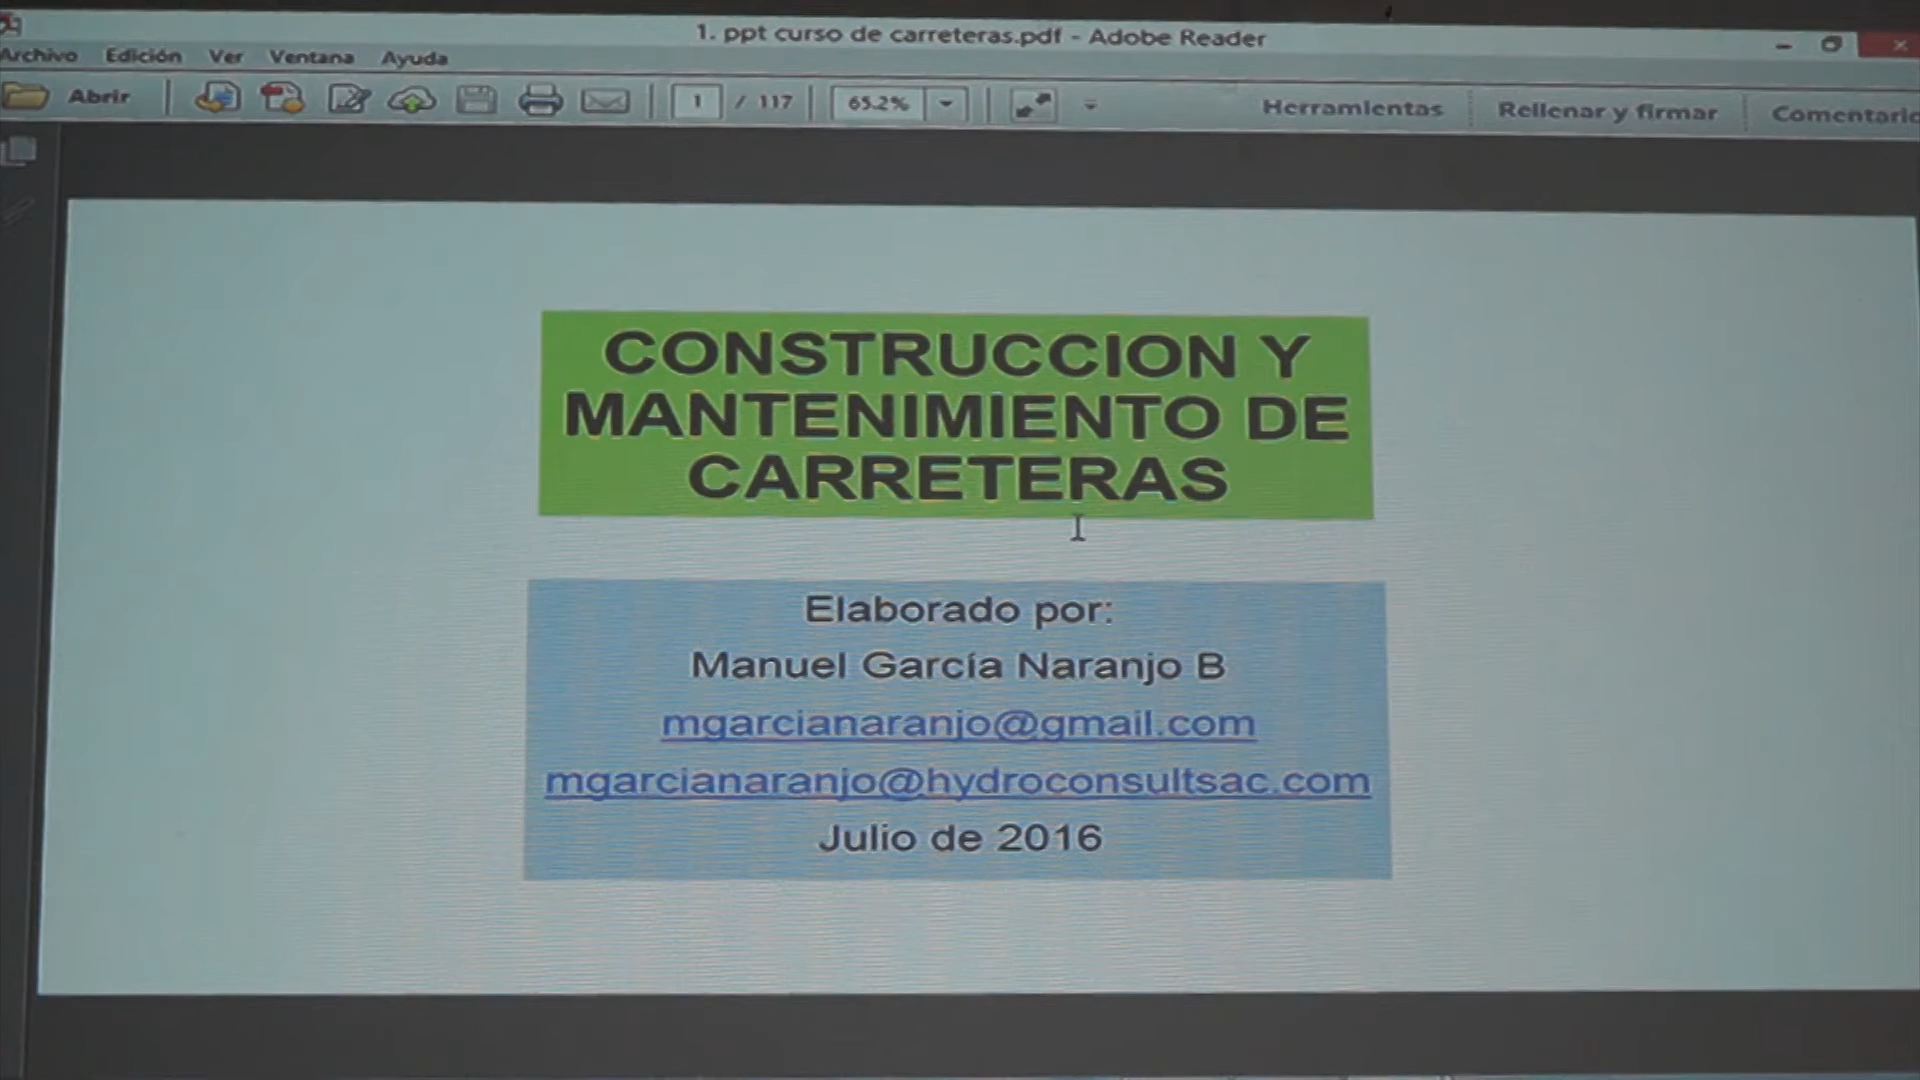 1. ppt curso de carreteras.pdf - Adobe Reader
Archivo Edición Ver Ventana Ayuda
Abrir 1 / 117 65.2% Herramientas Rellenar y firmar Comentario
CONSTRUCCION Y
MANTENIMIENTO DE
CARRETERAS
Elaborado por:
Manuel García Naranjo B
mgarcianaranjo@gmail.com
mgarcianaranjo@hydroconsultsac.com
Julio de 2016